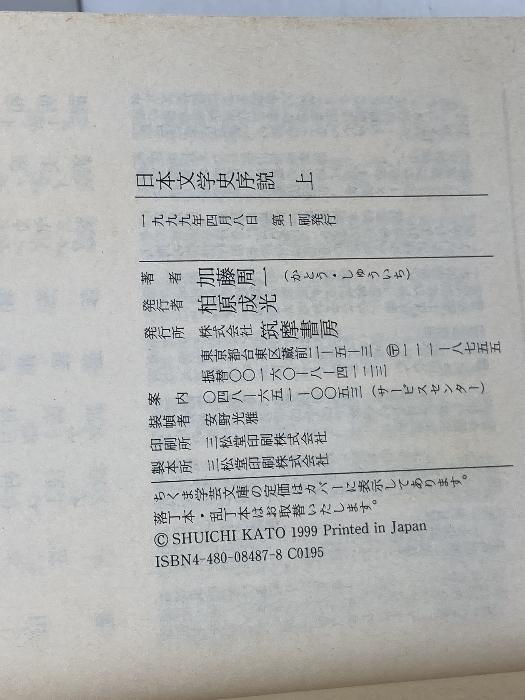 日本文学史序説　上
一九九九年四月八日　第一刷発行
著者　加藤周一（かとう・しゅういち）
発行者　柏原成光
発行所　株式会社　筑摩書房
東京都台東区蔵前二—五—三　〒一一一—八七五五
振替〇〇一六〇—八—四一二三
案内　〇四八—六五一—〇〇五三（サービスセンター）
装幀者　安野光雅
印刷所　三松堂印刷株式会社
製本所　三松堂印刷株式会社
ちくま学芸文庫の定価はカバーに表示してあります。
落丁本・乱丁本はお取替いたします。
© SHUICHI KATO 1999 Printed in Japan
ISBN4-480-08487-8 C0195